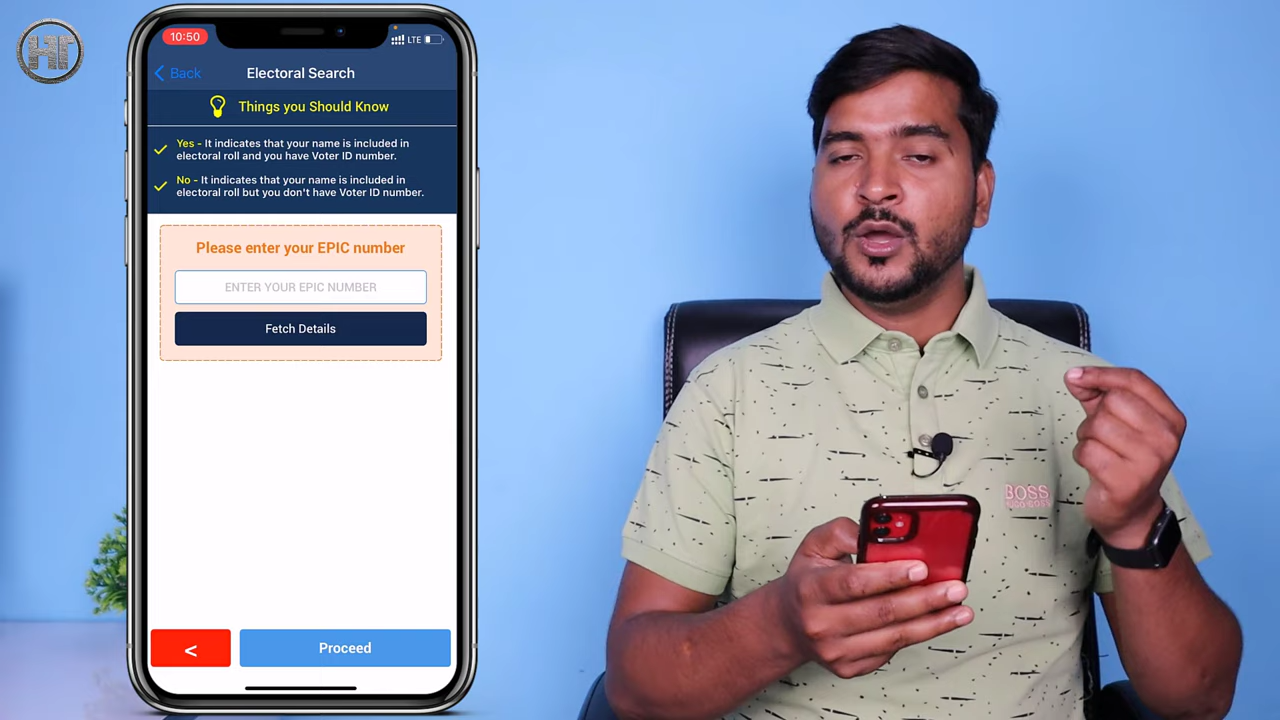 HT
10:50
LTE
Back
Electoral Search
Things you Should Know
Yes - It indicates that your name is included in
electoral roll and you have Voter ID number.
No - It indicates that your name is included in
electoral roll but you don't have Voter ID number.
Please enter your EPIC number
ENTER YOUR EPIC NUMBER
Fetch Details
<
Proceed
BOSS
HUGO BOSS